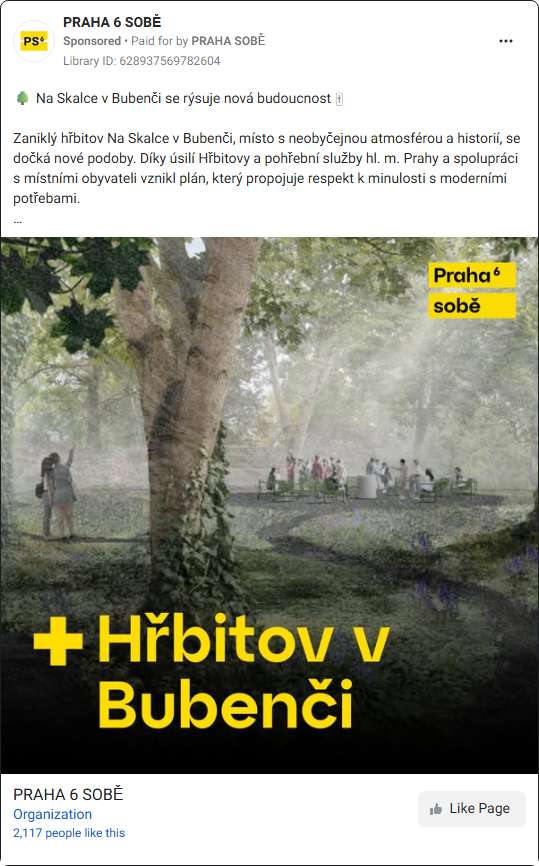 PS⁶
PRAHA 6 SOBĚ
Sponsored • Paid for by PRAHA SOBĚ
Library ID: 628937569782604
🌳 Na Skalce v Bubenči se rýsuje nová budoucnost
Zaniklý hřbitov Na Skalce v Bubenči, místo s neobyčejnou atmosférou a historií, se
dočká nové podoby. Díky úsilí Hřbitovy a pohřební služby hl. m. Prahy a spolupráci
s místními obyvateli vznikl plán, který propojuje respekt k minulosti s moderními
potřebami.
...
Praha⁶
sobě
+ Hřbitov v
Bubenči
PRAHA 6 SOBĚ
Organization
2,117 people like this
Like Page